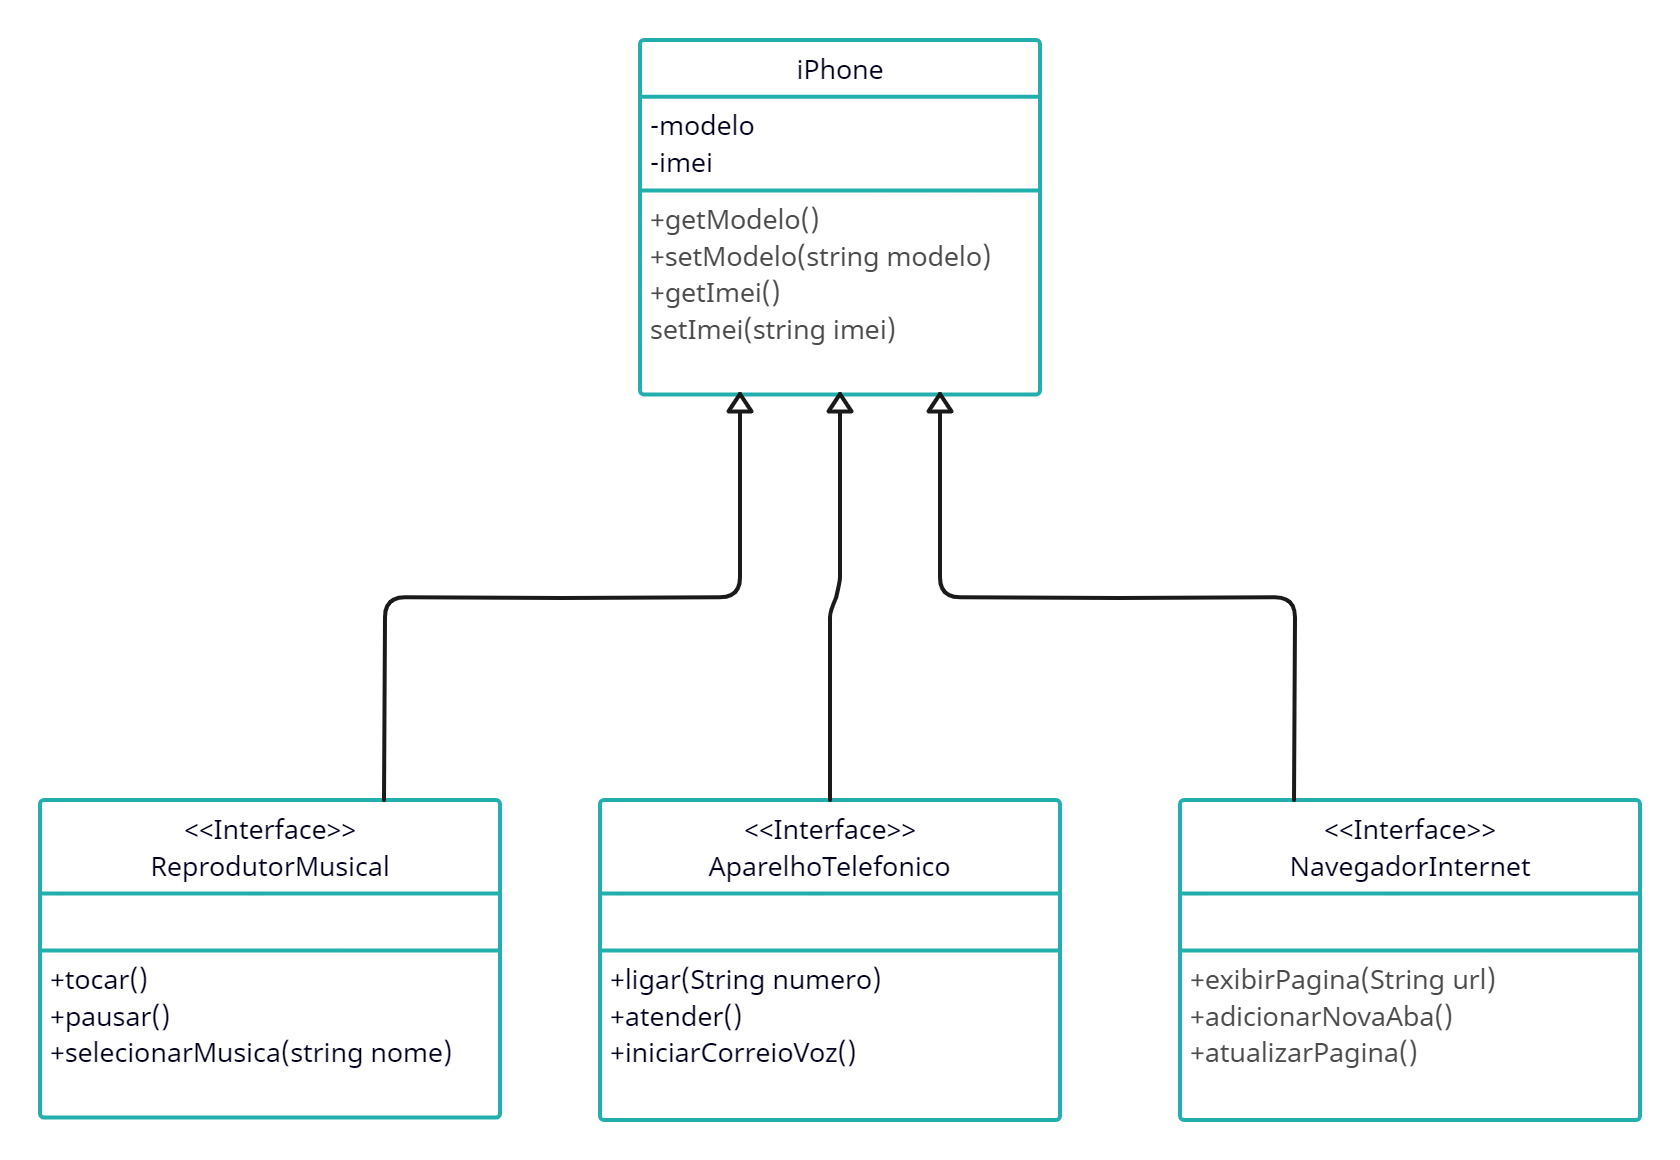 iPhone
-modelo
-imei
+getModelo()
+setModelo(string modelo)
+getImei()
setImei(string imei)
<<Interface>>
ReprodutorMusical
+tocar()
+pausar()
+selecionarMusica(string nome)
<<Interface>>
AparelhoTelefonico
+ligar(String numero)
+atender()
+iniciarCorreioVoz()
<<Interface>>
NavegadorInternet
+exibirPagina(String url)
+adicionarNovaAba()
+atualizarPagina()